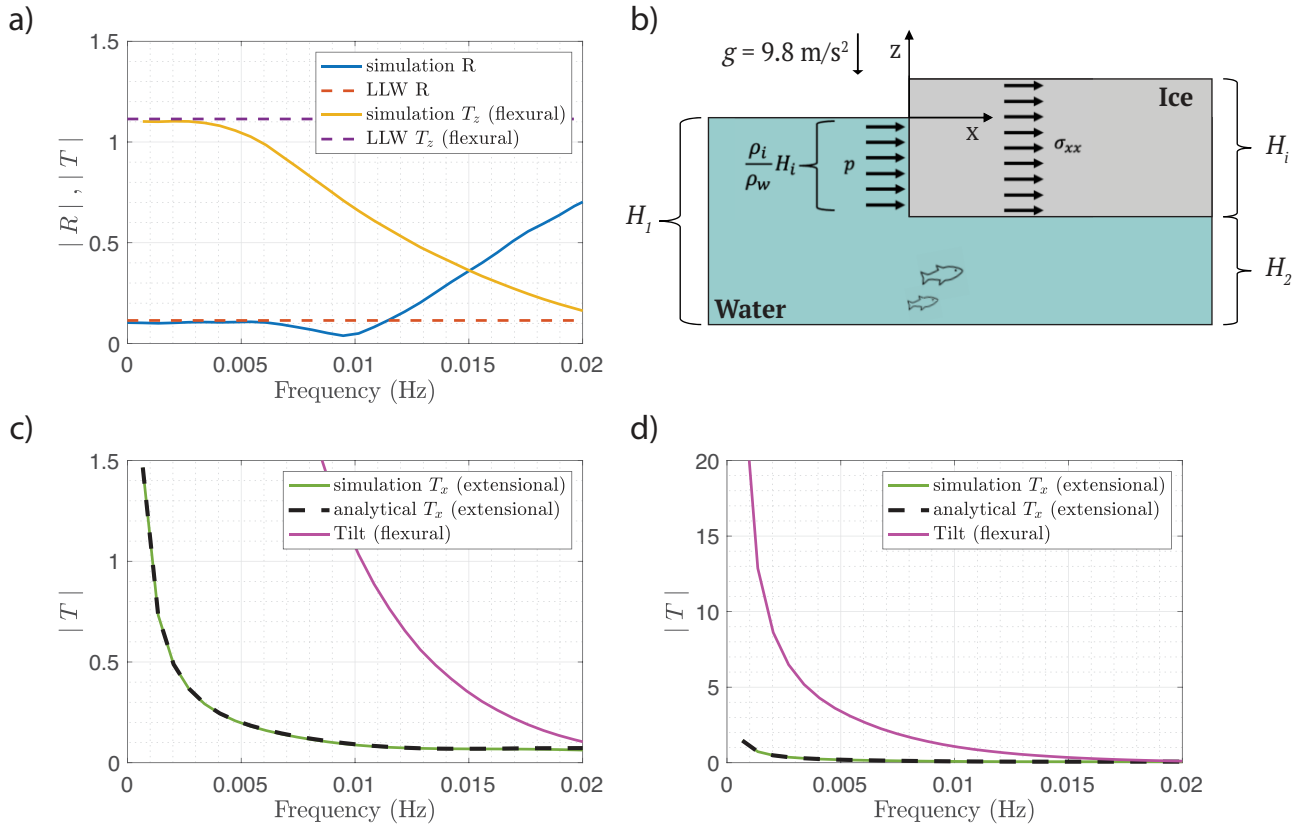 a)
1.5
1
0.5
0
0 0.005 0.01 0.015 0.02
Frequency (Hz)
| R | , | T |
simulation R
LLW R
simulation T_z (flexural)
LLW T_z (flexural)
b)
g = 9.8 m/s²
z
x
Ice
ρ_i/ρ_w H_i
p
σ_xx
H_i
H_1
H_2
Water
c)
1.5
1
0.5
0
0 0.005 0.01 0.015 0.02
Frequency (Hz)
| T |
simulation T_x (extensional)
analytical T_x (extensional)
Tilt (flexural)
d)
20
15
10
5
0
0 0.005 0.01 0.015 0.02
Frequency (Hz)
| T |
simulation T_x (extensional)
analytical T_x (extensional)
Tilt (flexural)